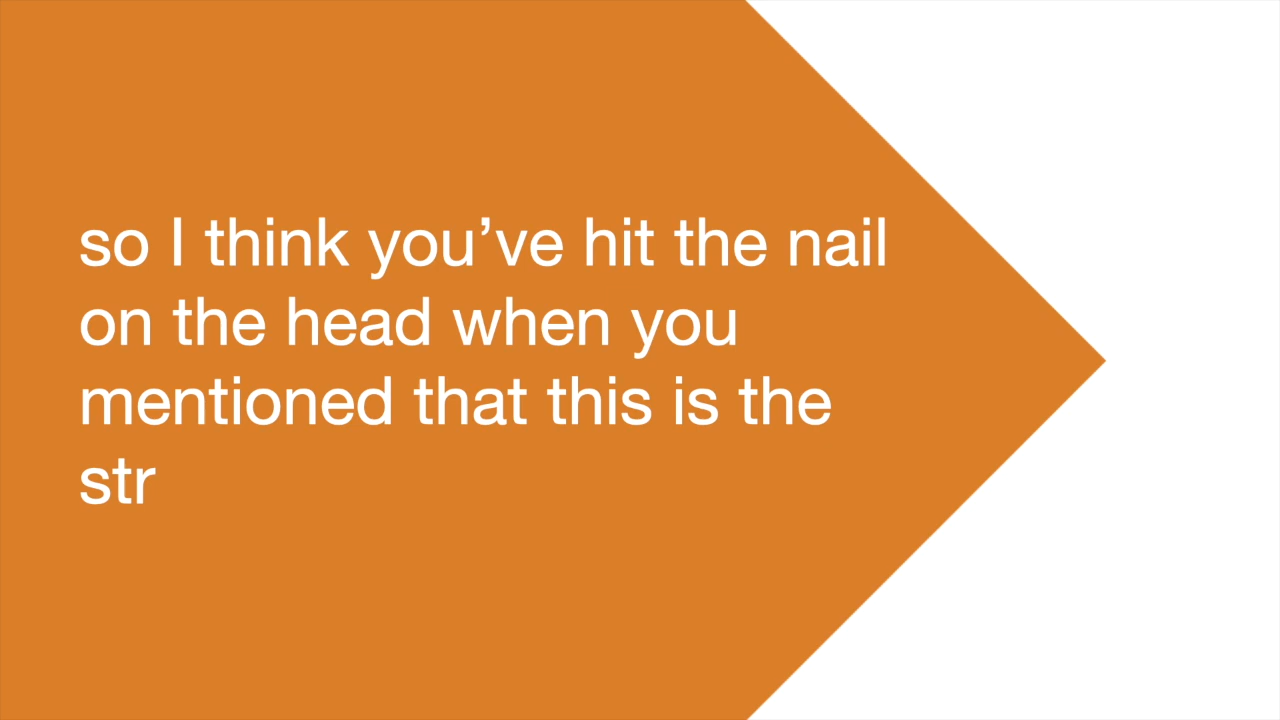 so I think you’ve hit the nail
on the head when you
mentioned that this is the
str